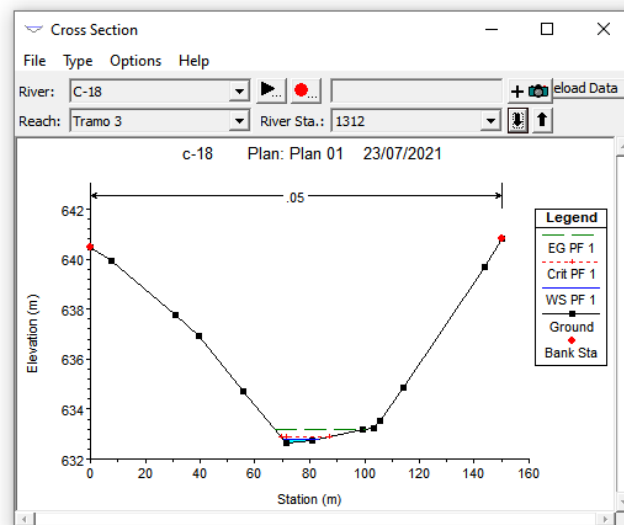 Cross Section
File Type Options Help
River: C-18 ... ... + eload Data
Reach: Tramo 3 River Sta.: 1312
c-18 Plan: Plan 01 23/07/2021
.05
642
640
638
636
634
632
Elevation (m)
0 20 40 60 80 100 120 140 160
Station (m)
Legend
EG PF 1
Crit PF 1
WS PF 1
Ground
Bank Sta